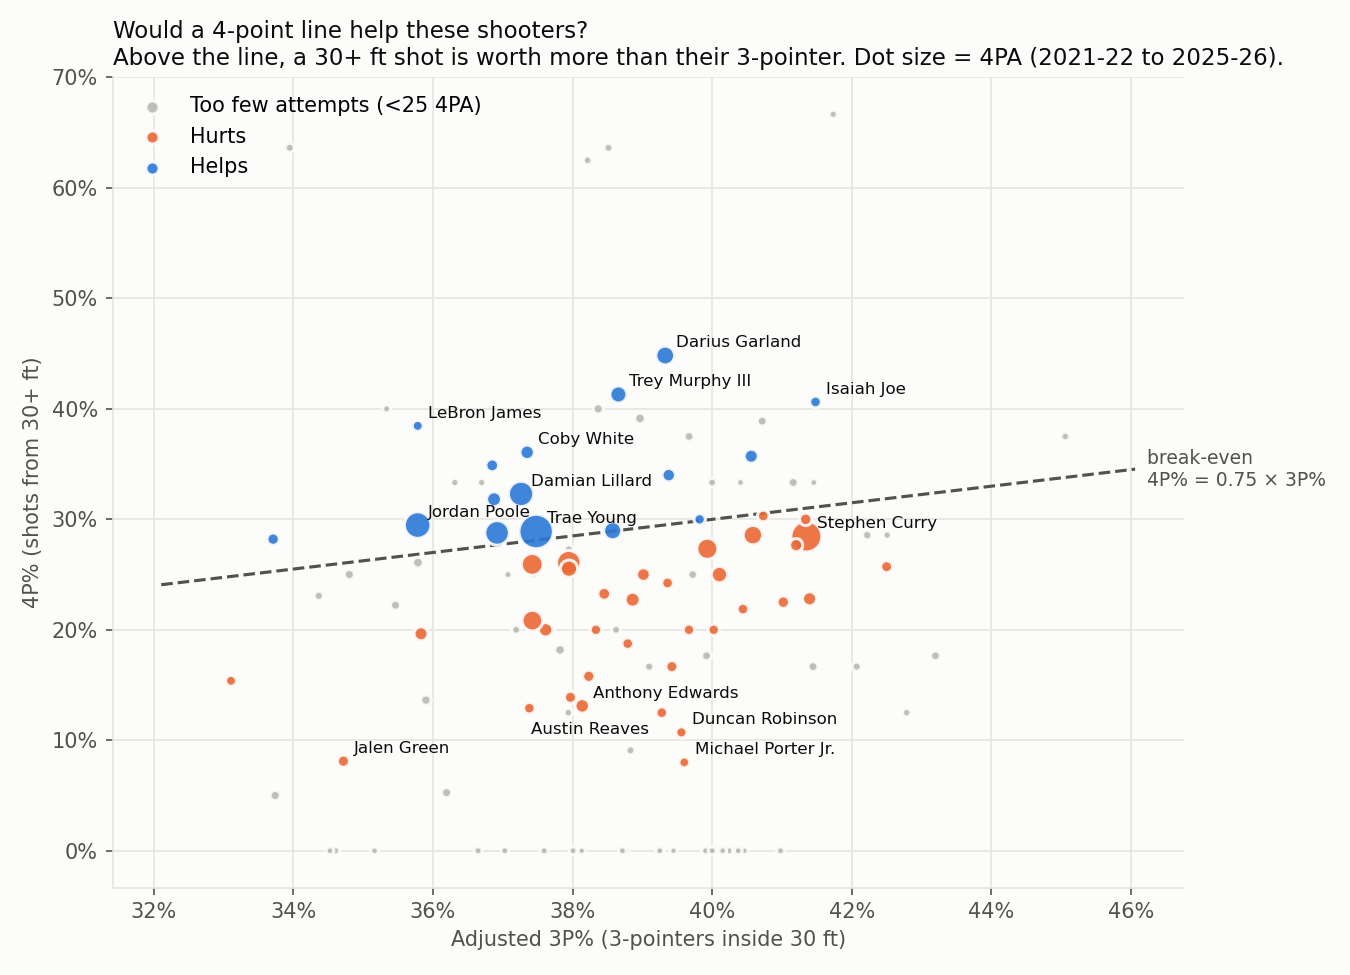 Would a 4-point line help these shooters?
Above the line, a 30+ ft shot is worth more than their 3-pointer. Dot size = 4PA (2021-22 to 2025-26).
Too few attempts (<25 4PA)
Hurts
Helps
70%
60%
50%
40%
30%
20%
10%
0%
4P% (shots from 30+ ft)
Darius Garland
Trey Murphy III
Isaiah Joe
LeBron James
Coby White
break-even
4P% = 0.75 × 3P%
Damian Lillard
Jordan Poole
Trae Young
Stephen Curry
Anthony Edwards
Duncan Robinson
Austin Reaves
Jalen Green
Michael Porter Jr.
32%
34%
36%
38%
40%
42%
44%
46%
Adjusted 3P% (3-pointers inside 30 ft)